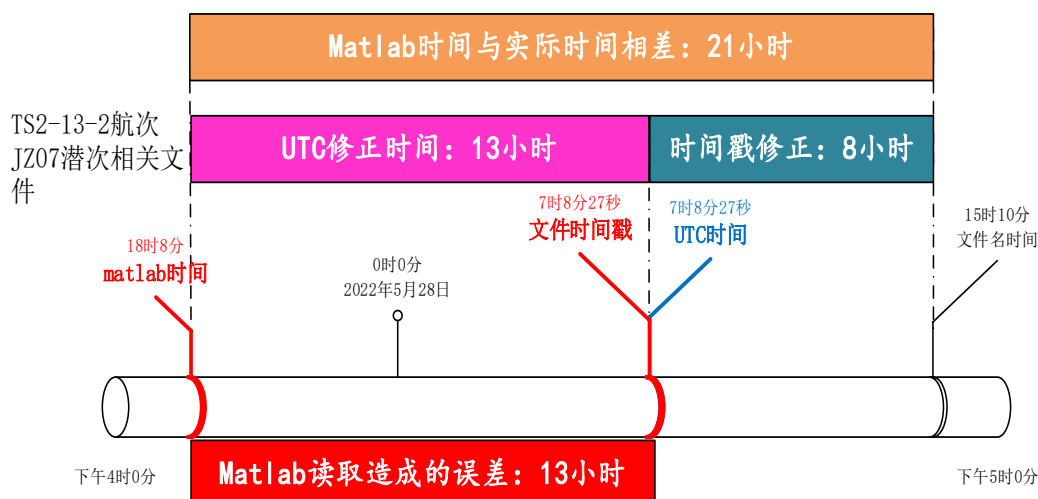 Matlab时间与实际时间相差：21小时
TS2-13-2航次
JZ07潜次相关文
件
UTC修正时间：13小时
时间戳修正：8小时
7时8分27秒
文件时间戳
7时8分27秒
UTC时间
15时10分
文件名时间
18时8分
matlab时间
0时0分
2022年5月28日
下午4时0分
Matlab读取造成的误差：13小时
下午5时0分